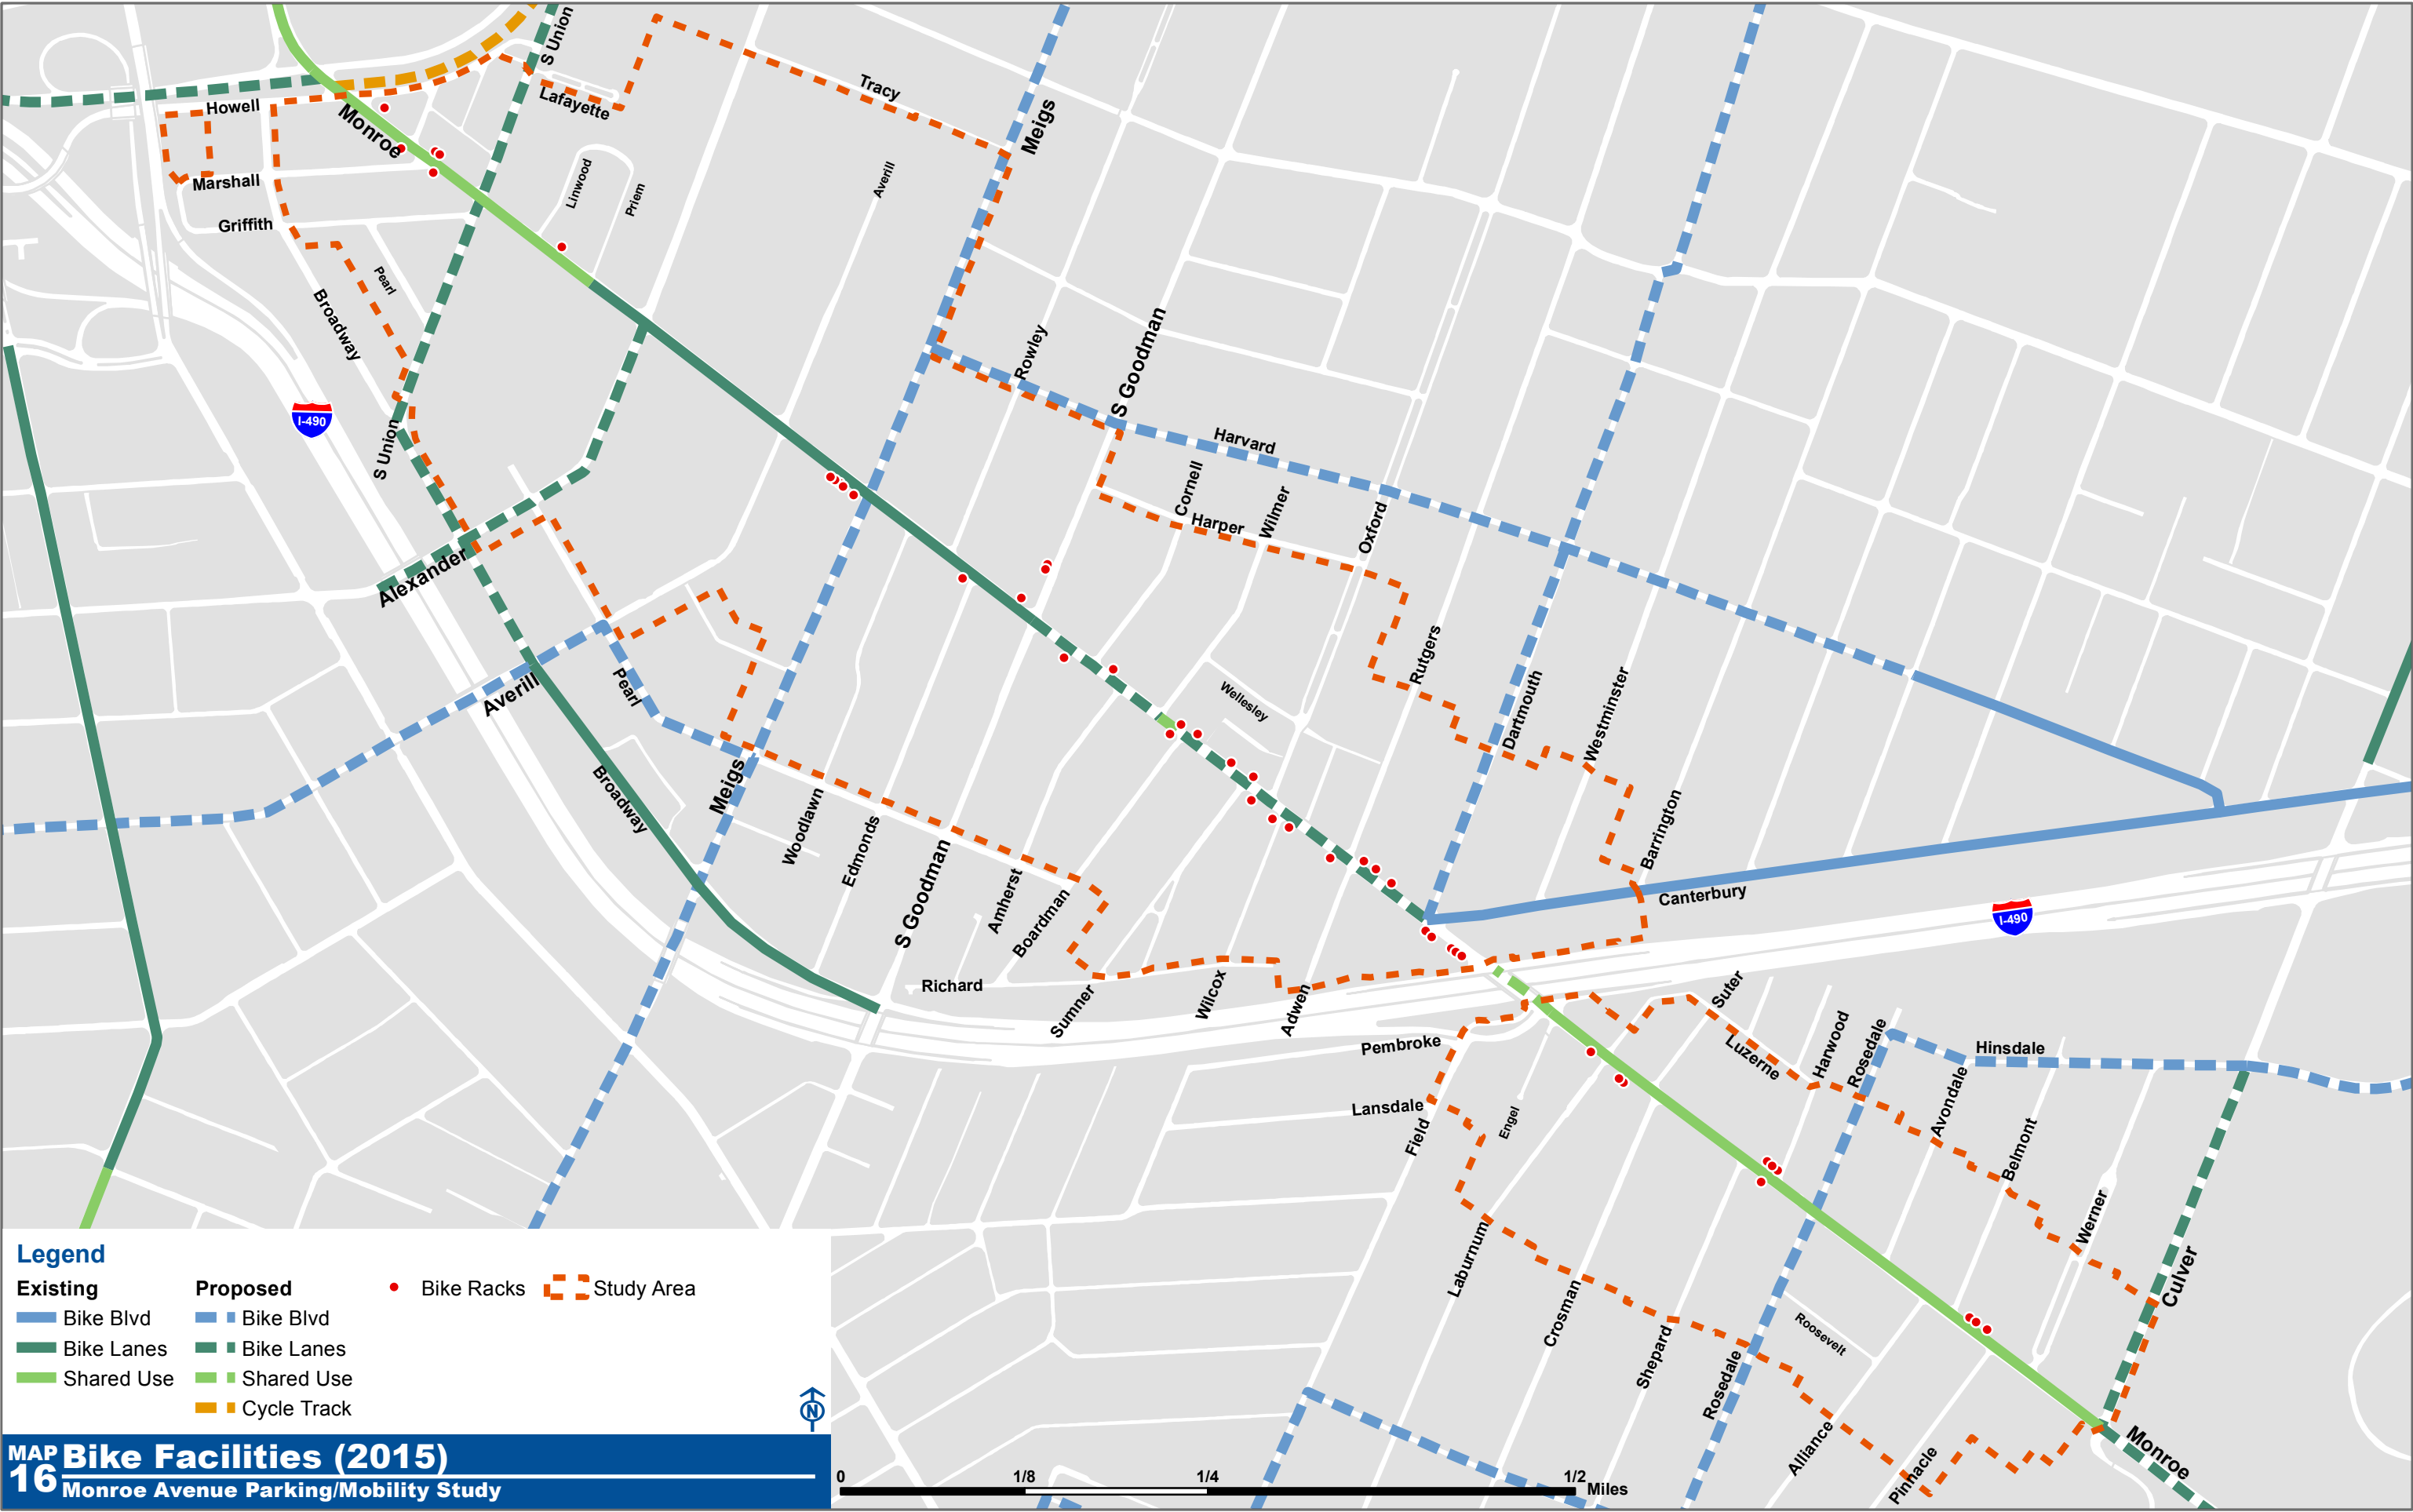 S Union
Howell
Lafayette
Tracy
Monroe
Meigs
Marshall
Linwood
Priem
Averill
Griffith
Pearl
Broadway
Rowley
S Goodman
I-490
S Union
Harvard
Cornell
Harper
Wilmer
Oxford
Alexander
Rutgers
Averill
Pearl
Wellesley
Dartmouth
Westminster
Meigs
Broadway
Woodlawn
Edmonds
S Goodman
Amherst
Boardman
Barrington
Canterbury
I-490
Richard
Sumner
Wilcox
Adwen
Suter
Pembroke
Luzerne
Harwood
Rosedale
Hinsdale
Lansdale
Field
Engel
Avondale
Belmont
Werner
Laburnum
Crosman
Shepard
Rosedale
Roosevelt
Culver
Alliance
Pinnacle
Monroe
Legend
Existing
Proposed
Bike Racks
Study Area
Bike Blvd
Bike Blvd
Bike Lanes
Bike Lanes
Shared Use
Shared Use
Cycle Track
N
MAP 16
Bike Facilities (2015)
Monroe Avenue Parking/Mobility Study
0 1/8 1/4 1/2 Miles